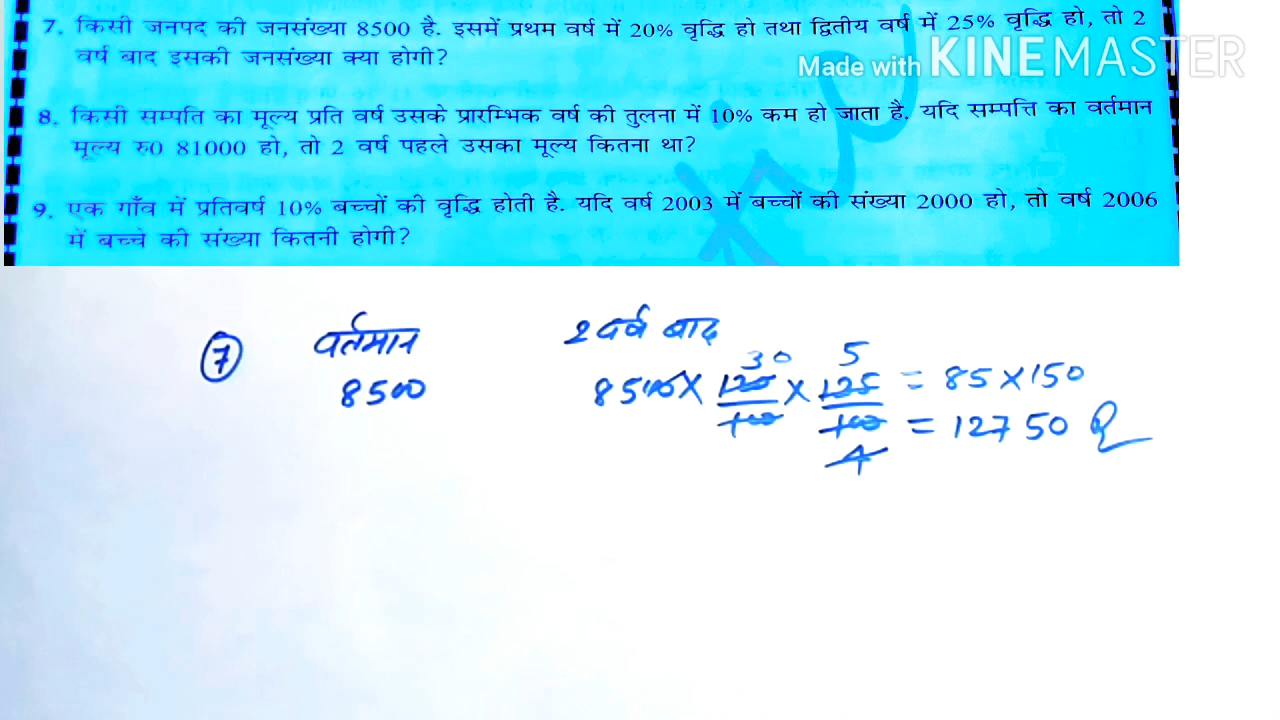 7. किसी जनपद की जनसंख्या 8500 है. इसमें प्रथम वर्ष में 20% वृद्धि हो तथा द्वितीय वर्ष में 25% वृद्धि हो, तो 2
वर्ष बाद इसकी जनसंख्या क्या होगी?
Made with KINEMASTER
8. किसी सम्पति का मूल्य प्रति वर्ष उसके प्रारम्भिक वर्ष की तुलना में 10% कम हो जाता है. यदि सम्पत्ति का वर्तमान
मूल्य रु0 81000 हो, तो 2 वर्ष पहले उसका मूल्य कितना था?
9. एक गाँव में प्रतिवर्ष 10% बच्चों की वृद्धि होती है. यदि वर्ष 2003 में बच्चों की संख्या 2000 हो, तो वर्ष 2006
में बच्चे की संख्या कितनी होगी?
7 वर्तमान 2 वर्ष बाद
30 5
8500 8500 × 120/100 × 125/100 = 85 × 150
4 = 12750